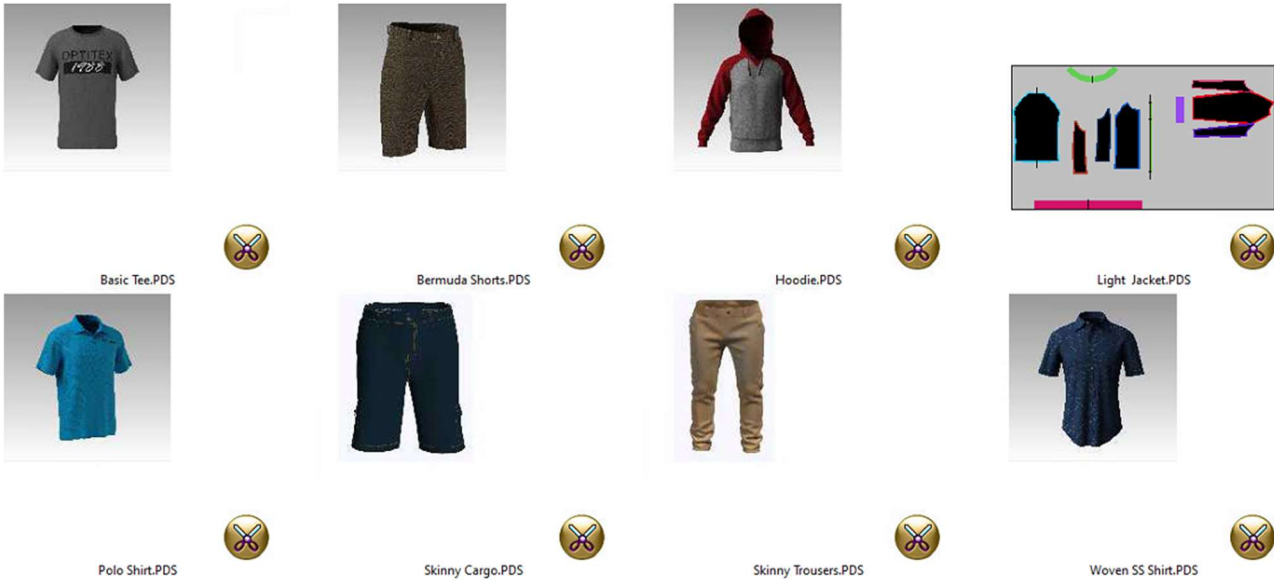 OPTITEX
1988
Basic Tee.PDS
Bermuda Shorts.PDS
Hoodie.PDS
Light  Jacket.PDS
Polo Shirt.PDS
Skinny Cargo.PDS
Skinny Trousers.PDS
Woven SS Shirt.PDS